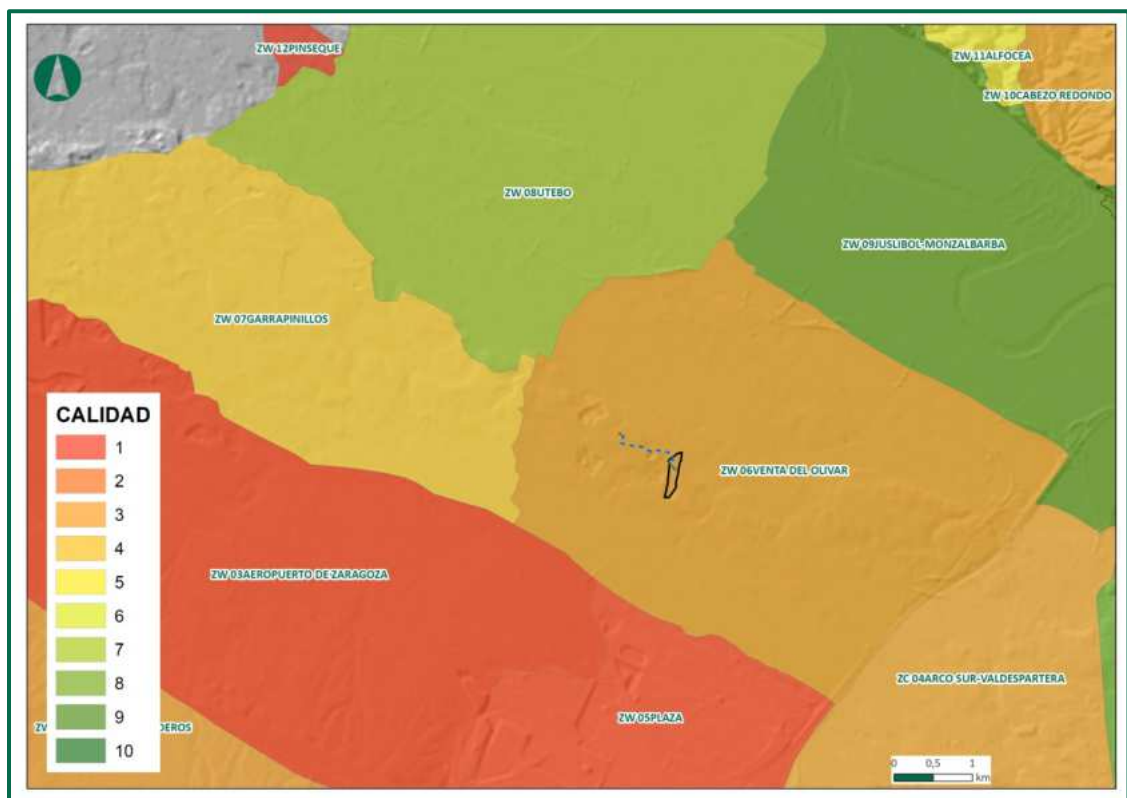 ZW 12PINSEQUE
ZW 11ALFOCEA
ZW 10CABEZO REDONDO
ZW 08UTEBO
ZW 09JUSLIBOL-MONZALBARBA
ZW 07GARRAPINILLOS
ZW 06VENTA DEL OLIVAR
ZW 03AEROPUERTO DE ZARAGOZA
ZC 04ARCO SUR-VALDESPARTERA
ZW 05PLAZA
DEROS
CALIDAD
1
2
3
4
5
6
7
8
9
10
0 0,5 1
km